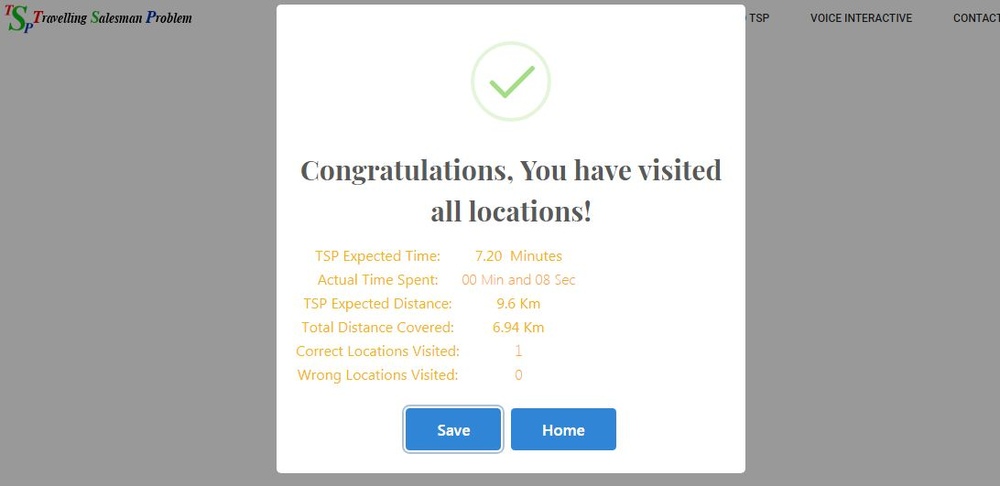 TSP Travelling Salesman Problem
TSP VOICE INTERACTIVE CONTACT
Congratulations, You have visited
all locations!
TSP Expected Time: 7.20 Minutes
Actual Time Spent: 00 Min and 08 Sec
TSP Expected Distance: 9.6 Km
Total Distance Covered: 6.94 Km
Correct Locations Visited: 1
Wrong Locations Visited: 0
Save Home